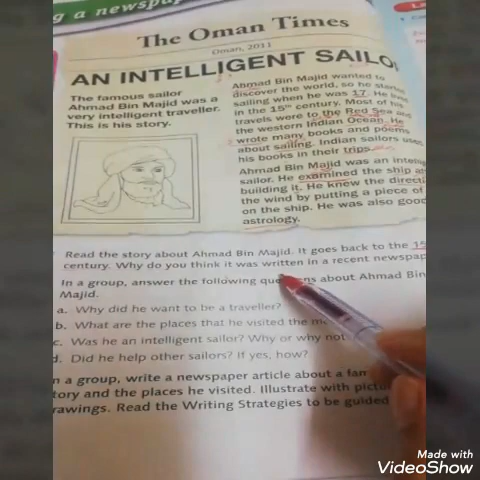 g a newspap
The Oman Times
Oman, 2011
AN INTELLIGENT SAILO
The famous sailor
Ahmad Bin Majid was a
very intelligent traveller.
This is his story.
Ahmad Bin Majid wanted to
discover the world, so he started
sailing when he was 17. He lived
in the 15th century. Most of his
travels were to the Red Sea and
the western Indian Ocean. He
wrote many books and poems
about sailing. Indian sailors used
his books in their trips.
Ahmad Bin Majid was an intellig
sailor. He examined the ship a
building it. He knew the directi
the wind by putting a piece of
on the ship. He was also good
astrology.
Read the story about Ahmad Bin Majid. It goes back to the 15
century. Why do you think it was written in a recent newspap
In a group, answer the following questions about Ahmad Bin
Majid.
a. Why did he want to be a traveller?
b. What are the places that he visited the m
c. Was he an intelligent sailor? Why or why not
d. Did he help other sailors? If yes, how?
n a group, write a newspaper article about a fam
tory and the places he visited. Illustrate with pictu
rawings. Read the Writing Strategies to be guided
Made with
VideoShow